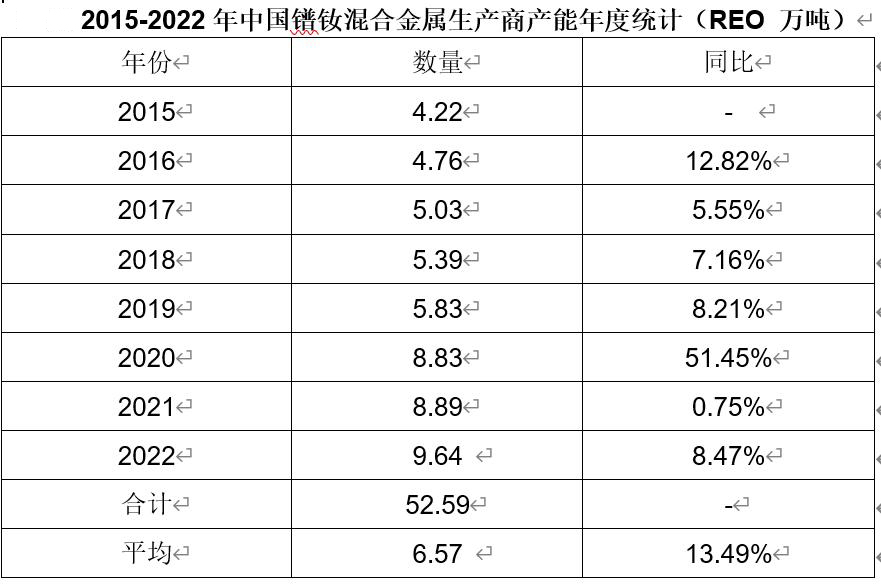 2015-2022 年中国镨钕混合金属生产商产能年度统计（REO 万吨）
年份 数量 同比
2015 4.22 -
2016 4.76 12.82%
2017 5.03 5.55%
2018 5.39 7.16%
2019 5.83 8.21%
2020 8.83 51.45%
2021 8.89 0.75%
2022 9.64 8.47%
合计 52.59 -
平均 6.57 13.49%